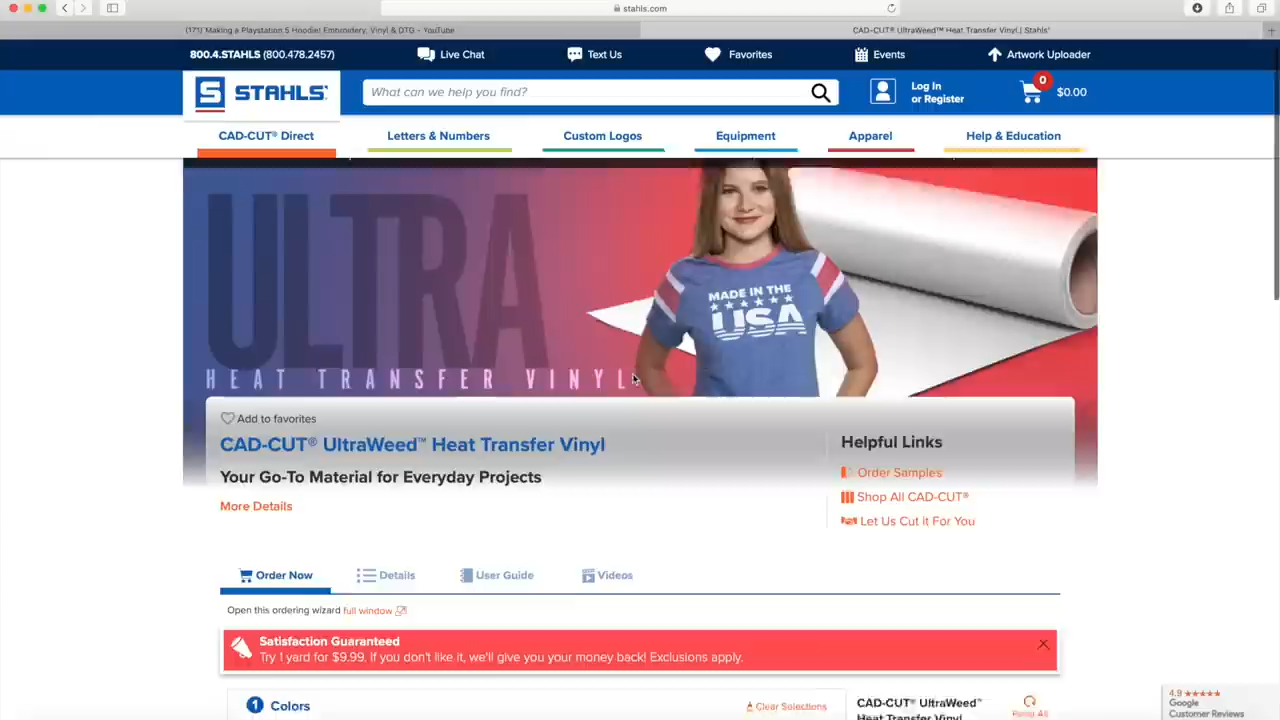 stahls.com
(171) Making a Playstation 5 Hoodie! Embroidery, Vinyl & DTG - YouTube
CAD-CUT® UltraWeed™ Heat Transfer Vinyl | Stahls'
800.4.STAHLS (800.478.2457)
Live Chat
Text Us
Favorites
Events
Artwork Uploader
S STAHLS'
What can we help you find?
Log In
or Register
0
$0.00
CAD-CUT® Direct
Letters & Numbers
Custom Logos
Equipment
Apparel
Help & Education
ULTRA
HEAT TRANSFER VINYL
MADE IN THE
USA
Add to favorites
CAD-CUT® UltraWeed™ Heat Transfer Vinyl
Your Go-To Material for Everyday Projects
More Details
Helpful Links
Order Samples
Shop All CAD-CUT®
Let Us Cut it For You
Order Now
Details
User Guide
Videos
Open this ordering wizard full window
Satisfaction Guaranteed
Try 1 yard for $9.99. If you don't like it, we'll give you your money back! Exclusions apply.
1 Colors
Clear Selections
CAD-CUT® UltraWeed™
Heat Transfer Vinyl
4.9 ★★★★★
Google
Customer Reviews